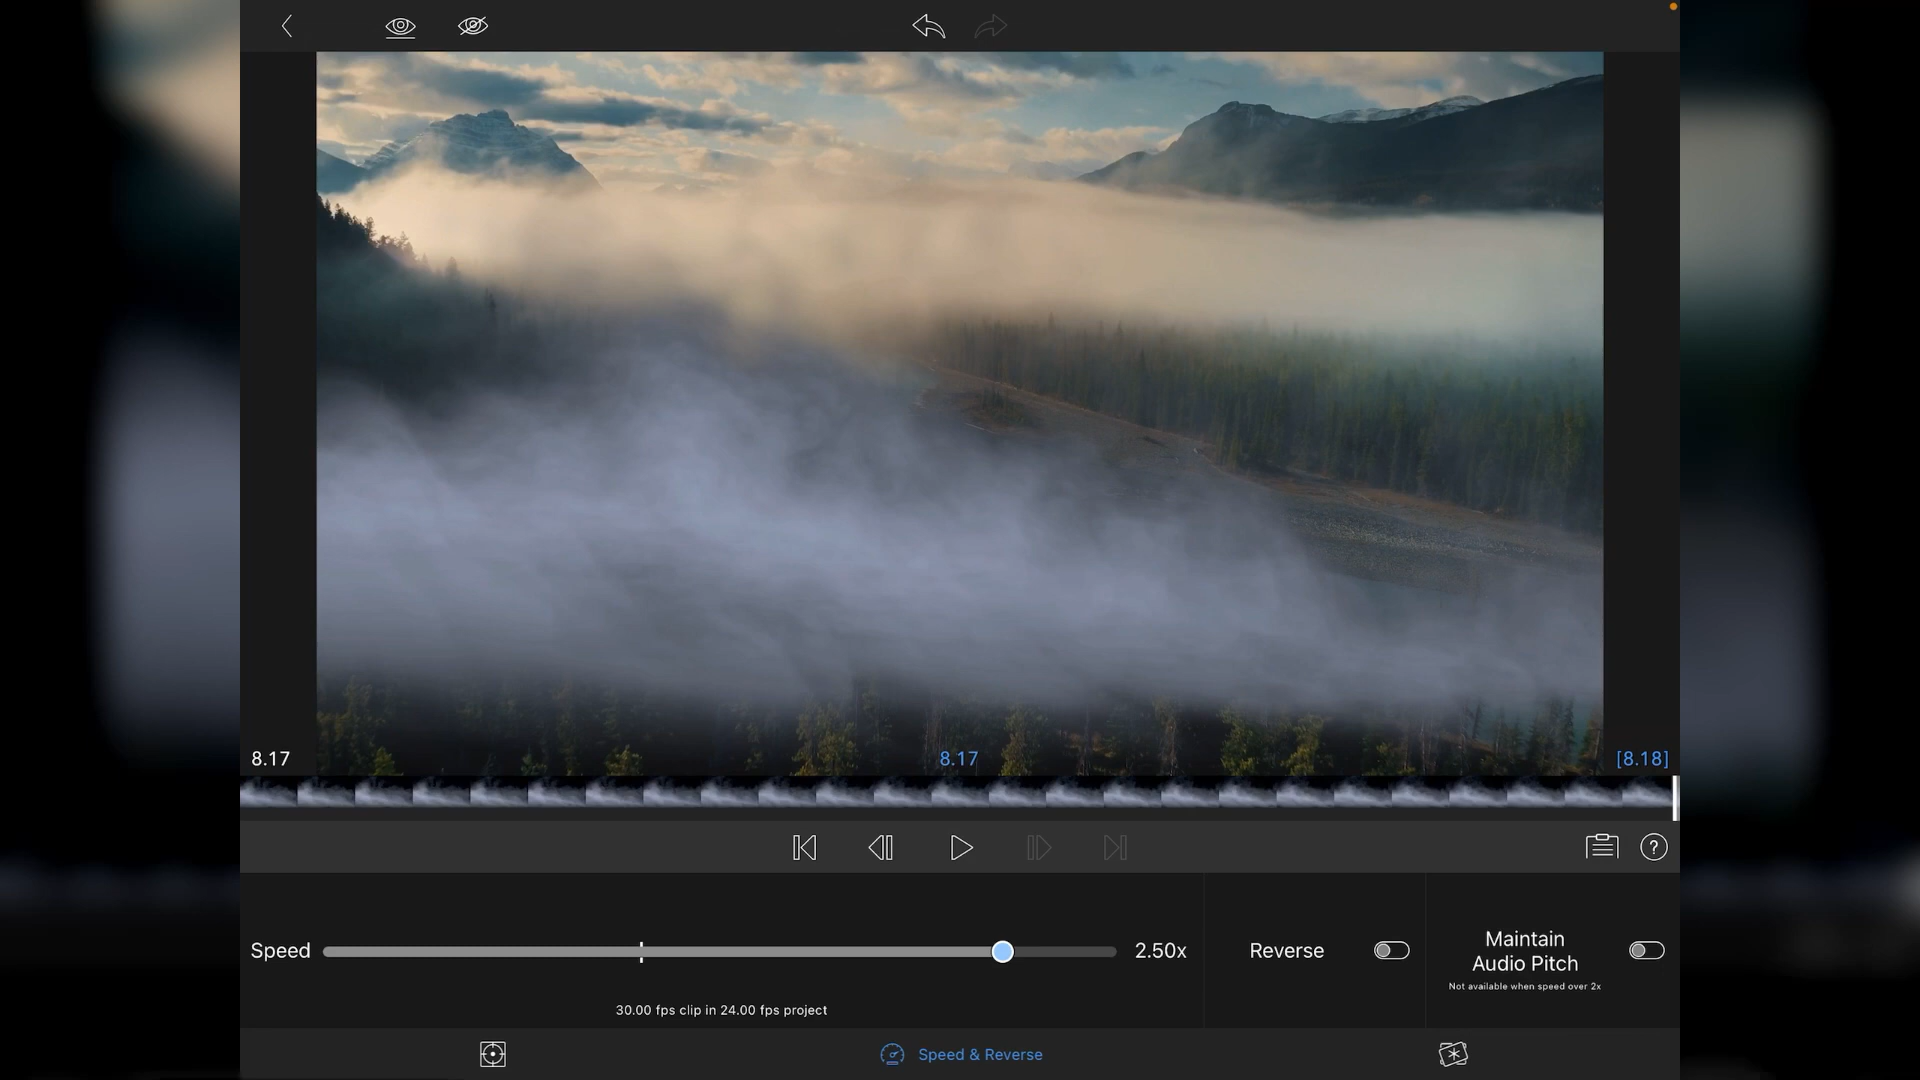 8.17
8.17
[8.18]
?
Speed
2.50x
Reverse
Maintain
Audio Pitch
Not available when speed over 2x
30.00 fps clip in 24.00 fps project
Speed & Reverse